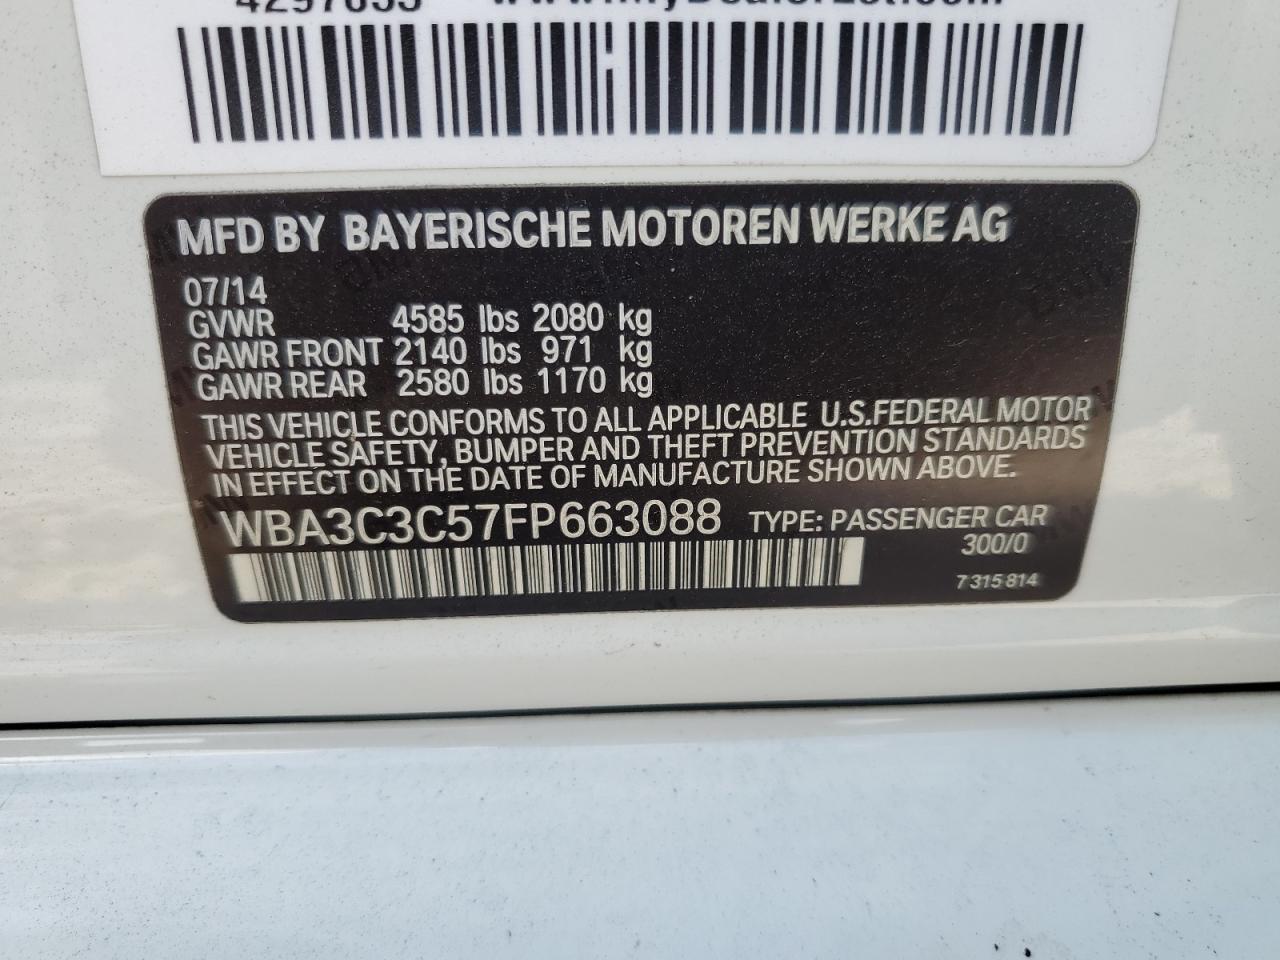 MFD BY BAYERISCHE MOTOREN WERKE AG
07/14
GVWR 4585 lbs 2080 kg
GAWR FRONT 2140 lbs 971 kg
GAWR REAR 2580 lbs 1170 kg
THIS VEHICLE CONFORMS TO ALL APPLICABLE U.S.FEDERAL MOTOR
VEHICLE SAFETY, BUMPER AND THEFT PREVENTION STANDARDS
IN EFFECT ON THE DATE OF MANUFACTURE SHOWN ABOVE.
WBA3C3C57FP663088 TYPE: PASSENGER CAR
300/0
7 315 814